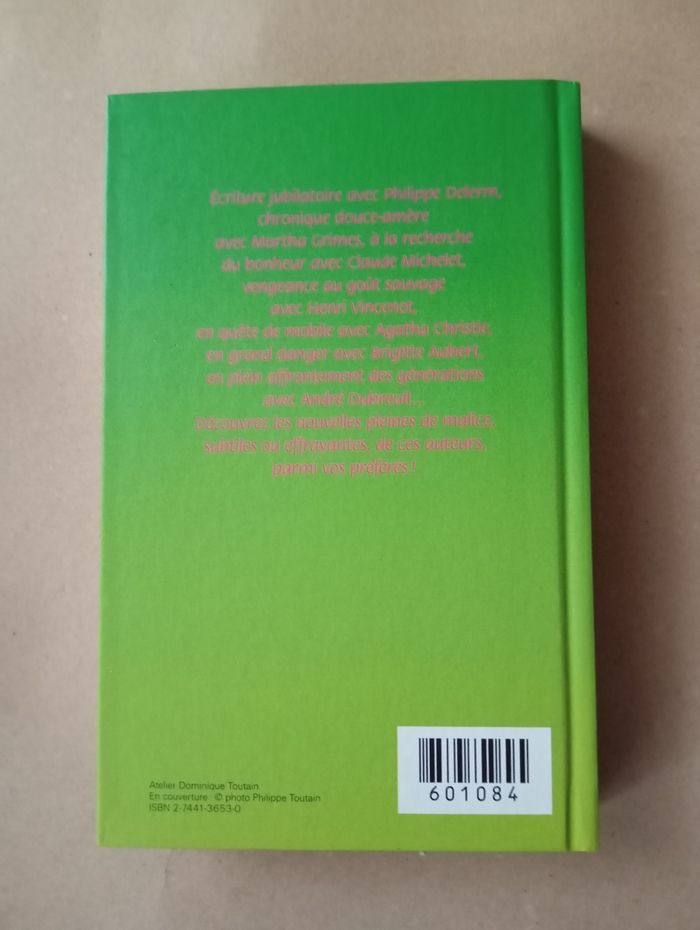 Écriture jubilatoire avec Philippe Delerm,
chronique douce-amère
avec Martha Grimes, à la recherche
du bonheur avec Claude Michelet,
vengeance au goût sauvage
avec Henri Vincenot,
en quête de mobile avec Agatha Christie,
en grand danger avec Brigitte Aubert,
en plein affrontement des générations
avec André Dubreuil...
Découvrez les nouvelles pleines de malice,
subtiles ou effrayantes, de ces auteurs,
parmi vos préférés !
601084
Atelier Dominique Toutain
En couverture : © photo Philippe Toutain
ISBN 2-7441-3653-0